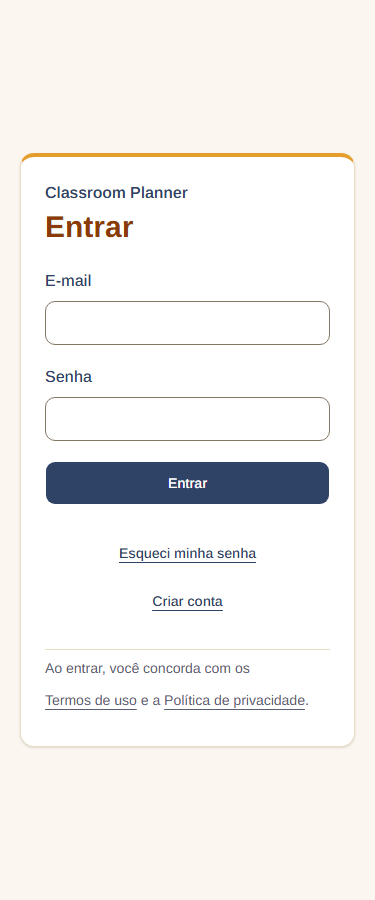 Classroom Planner
Entrar
E-mail
Senha
Entrar
Esqueci minha senha
Criar conta
Ao entrar, você concorda com os
Termos de uso e a Política de privacidade.